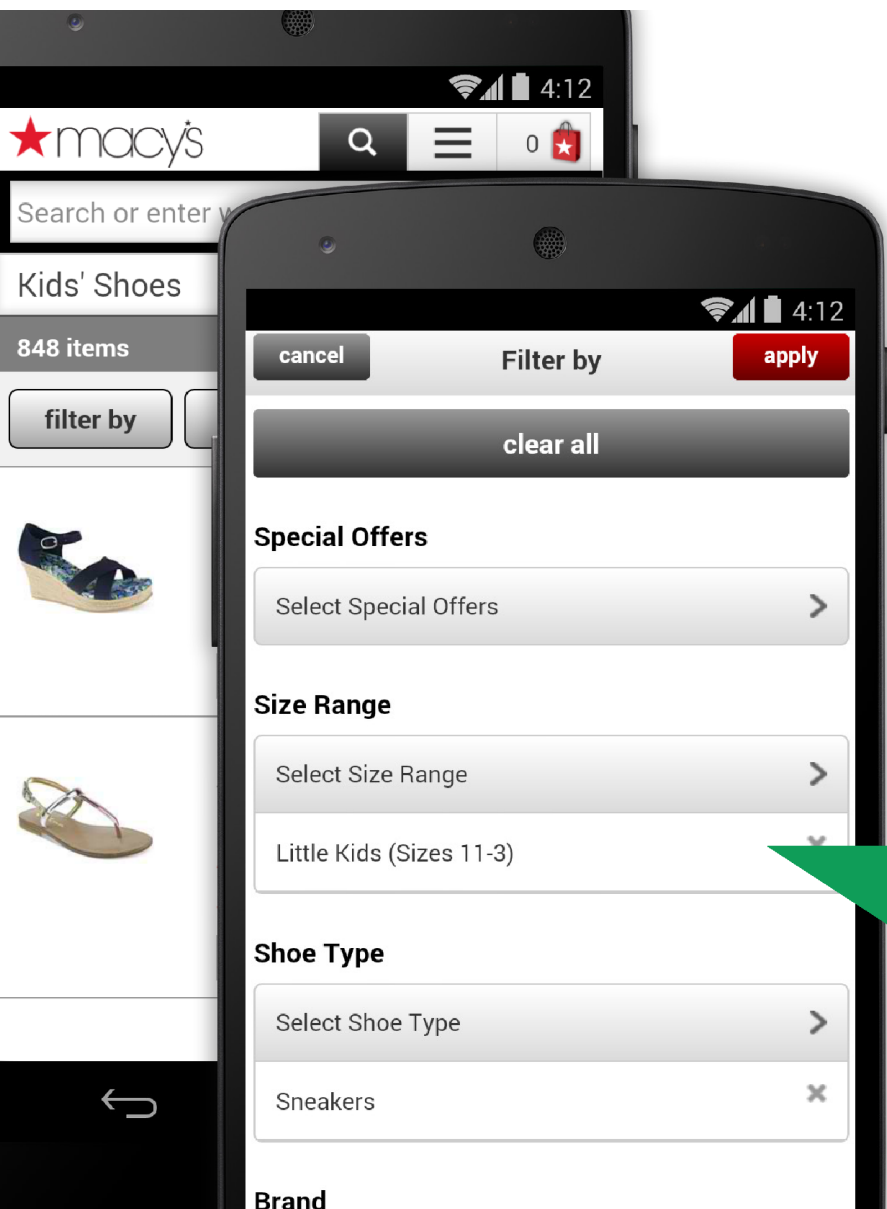 4:12
macy's
0
Search or enter
Kids' Shoes
848 items
filter by
4:12
cancel
Filter by
apply
clear all
Special Offers
Select Special Offers
Size Range
Select Size Range
Little Kids (Sizes 11-3)
Shoe Type
Select Shoe Type
Sneakers
Brand